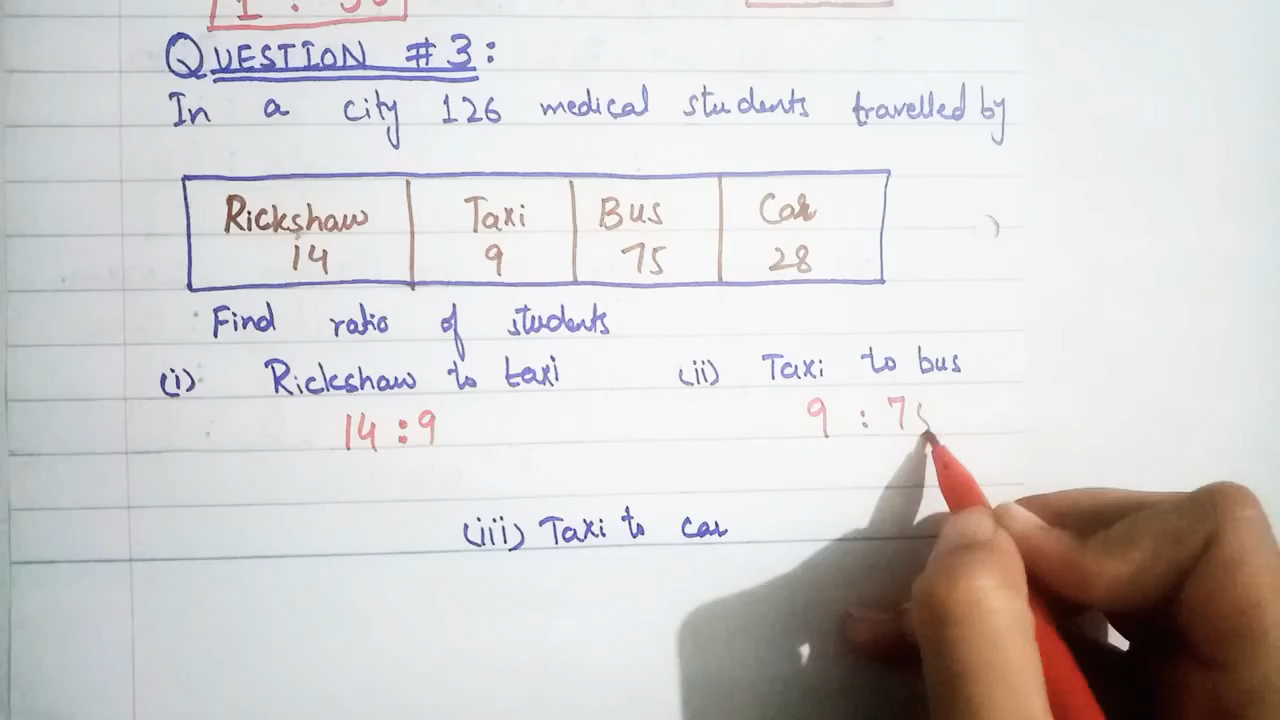 QUESTION #3:
In a city 126 medical students travelled by
Rickshaw Taxi Bus Car
14 9 75 28
Find ratio of students
(i) Rickshaw to taxi (ii) Taxi to bus
14:9 9 : 75
(iii) Taxi to car